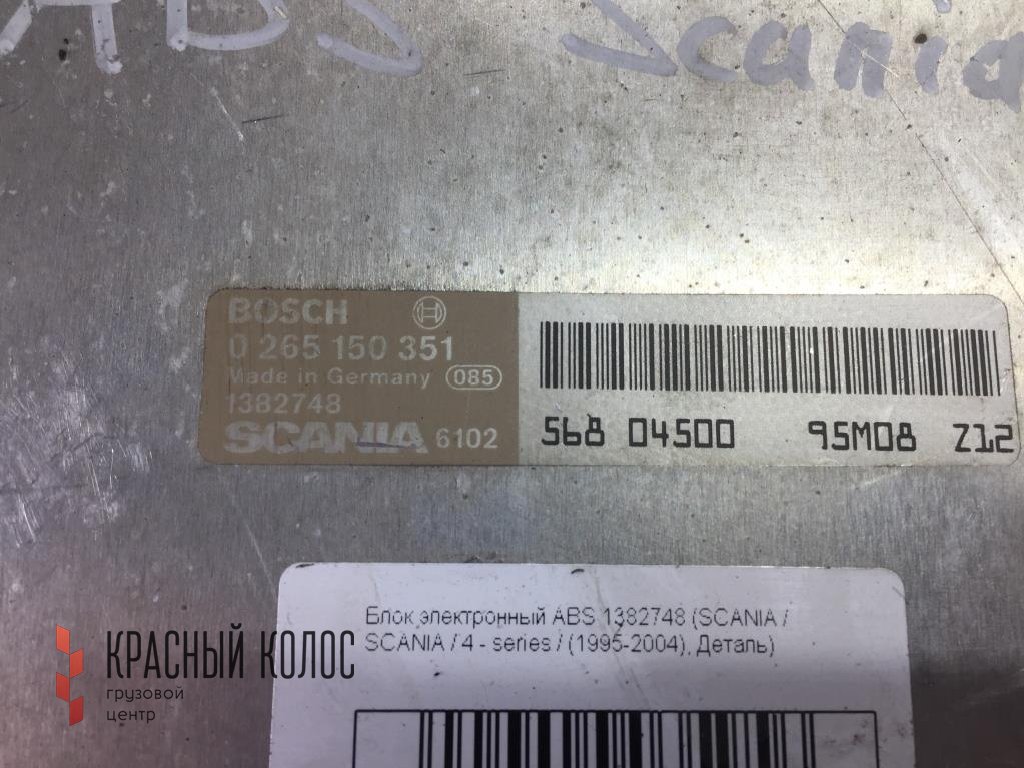 ABS Scania
BOSCH
0 265 150 351
Made in Germany 085
1382748
SCANIA 6102
568 04500 95M08 Z12
Блок электронный ABS 1382748 (SCANIA /
SCANIA / 4 - series / (1995-2004), Деталь)
КРАСНЫЙ КОЛОС
грузовой
центр